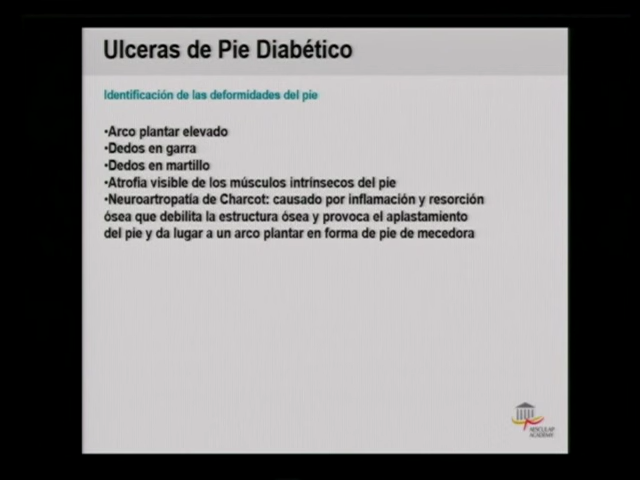 Ulceras de Pie Diabético
Identificación de las deformidades del pie
•Arco plantar elevado
•Dedos en garra
•Dedos en martillo
•Atrofia visible de los músculos intrínsecos del pie
•Neuroartropatía de Charcot: causado por inflamación y resorción
ósea que debilita la estructura ósea y provoca el aplastamiento
del pie y da lugar a un arco plantar en forma de pie de mecedora
AESCULAP
ACADEMY